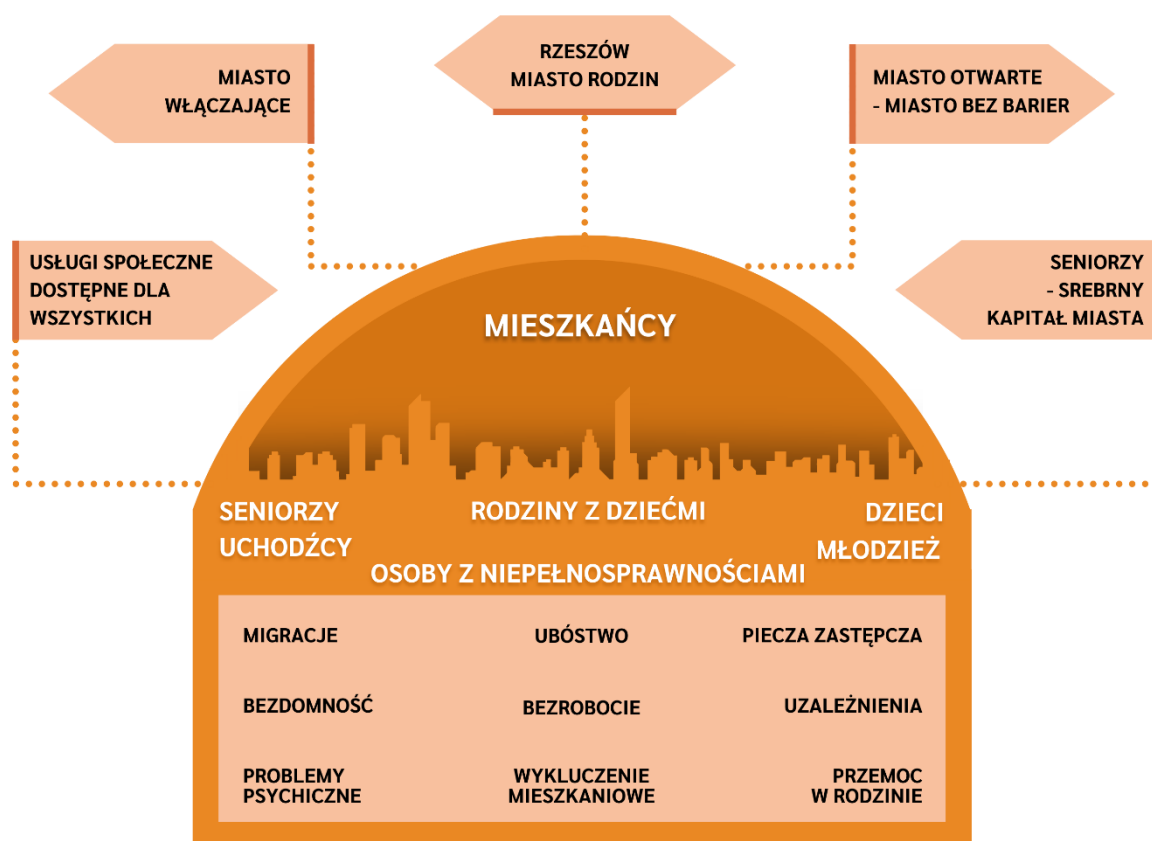 RZESZÓW
MIASTO RODZIN
MIASTO
WŁĄCZAJĄCE
MIASTO OTWARTE
- MIASTO BEZ BARIER
USŁUGI SPOŁECZNE
DOSTĘPNE DLA
WSZYSTKICH
SENIORZY
- SREBRNY
KAPITAŁ MIASTA
MIESZKAŃCY
SENIORZY
UCHODŹCY
RODZINY Z DZIEĆMI
DZIECI
MŁODZIEŻ
OSOBY Z NIEPEŁNOSPRAWNOŚCIAMI
MIGRACJE
UBÓSTWO
PIECZA ZASTĘPCZA
BEZDOMNOŚĆ
BEZROBOCIE
UZALEŻNIENIA
PROBLEMY
PSYCHICZNE
WYKLUCZENIE
MIESZKANIOWE
PRZEMOC
W RODZINIE